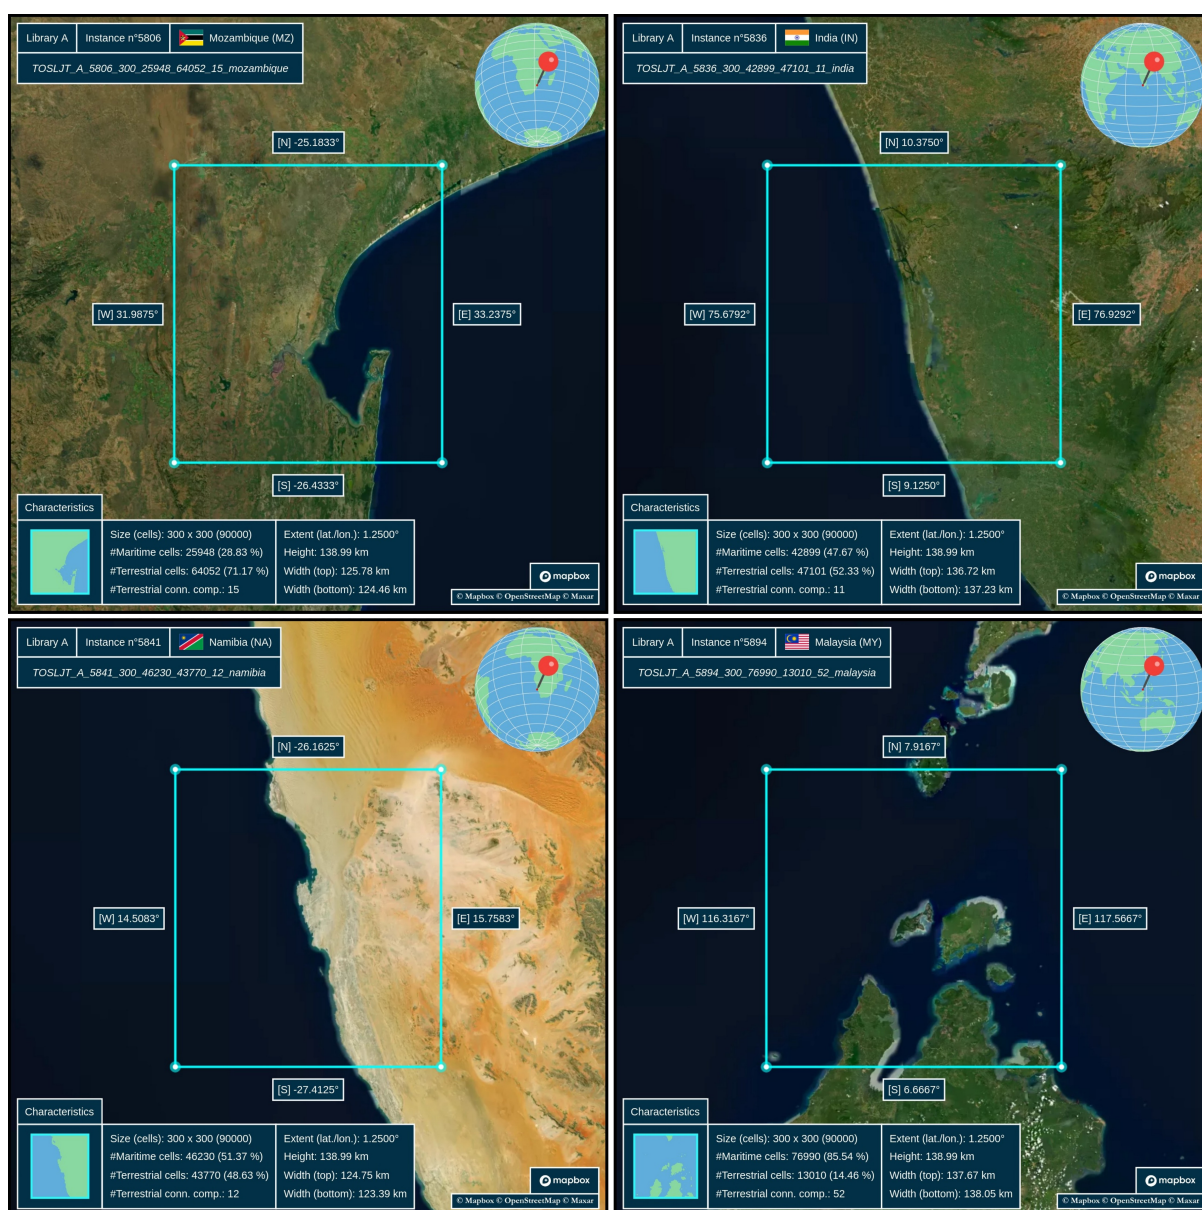 Library A
Instance n°5806
Mozambique (MZ)
TOSLJT_A_5806_300_25948_64052_15_mozambique
[N] -25.1833°
[W] 31.9875°
[E] 33.2375°
[S] -26.4333°
Characteristics
Size (cells): 300 x 300 (90000)
#Maritime cells: 25948 (28.83 %)
#Terrestrial cells: 64052 (71.17 %)
#Terrestrial conn. comp.: 15
Extent (lat./lon.): 1.2500°
Height: 138.99 km
Width (top): 125.78 km
Width (bottom): 124.46 km
mapbox
© Mapbox © OpenStreetMap © Maxar
Library A
Instance n°5836
India (IN)
TOSLJT_A_5836_300_42899_47101_11_india
[N] 10.3750°
[W] 75.6792°
[E] 76.9292°
[S] 9.1250°
Characteristics
Size (cells): 300 x 300 (90000)
#Maritime cells: 42899 (47.67 %)
#Terrestrial cells: 47101 (52.33 %)
#Terrestrial conn. comp.: 11
Extent (lat./lon.): 1.2500°
Height: 138.99 km
Width (top): 136.72 km
Width (bottom): 137.23 km
mapbox
© Mapbox © OpenStreetMap © Maxar
Library A
Instance n°5841
Namibia (NA)
TOSLJT_A_5841_300_46230_43770_12_namibia
[N] -26.1625°
[W] 14.5083°
[E] 15.7583°
[S] -27.4125°
Characteristics
Size (cells): 300 x 300 (90000)
#Maritime cells: 46230 (51.37 %)
#Terrestrial cells: 43770 (48.63 %)
#Terrestrial conn. comp.: 12
Extent (lat./lon.): 1.2500°
Height: 138.99 km
Width (top): 124.75 km
Width (bottom): 123.39 km
mapbox
© Mapbox © OpenStreetMap © Maxar
Library A
Instance n°5894
Malaysia (MY)
TOSLJT_A_5894_300_76990_13010_52_malaysia
[N] 7.9167°
[W] 116.3167°
[E] 117.5667°
[S] 6.6667°
Characteristics
Size (cells): 300 x 300 (90000)
#Maritime cells: 76990 (85.54 %)
#Terrestrial cells: 13010 (14.46 %)
#Terrestrial conn. comp.: 52
Extent (lat./lon.): 1.2500°
Height: 138.99 km
Width (top): 137.67 km
Width (bottom): 138.05 km
mapbox
© Mapbox © OpenStreetMap © Maxar